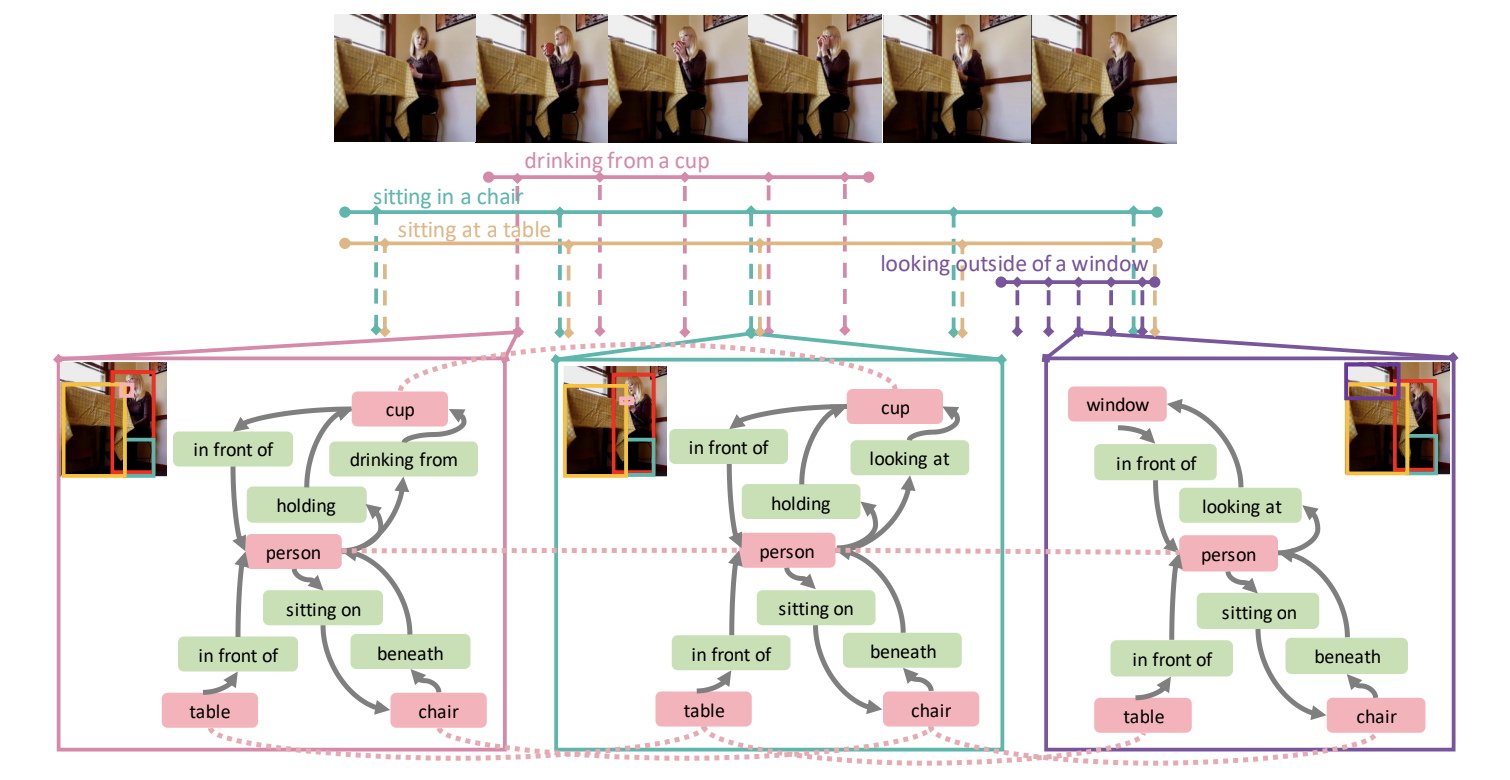 drinking from a cup
sitting in a chair
sitting at a table
looking outside of a window
cup
in front of
drinking from
holding
person
sitting on
in front of
beneath
table
chair
cup
in front of
looking at
holding
person
sitting on
in front of
beneath
table
chair
window
in front of
looking at
person
sitting on
in front of
beneath
table
chair